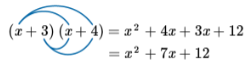 (x + 3) (x + 4) = x² + 4x + 3x + 12
= x² + 7x + 12